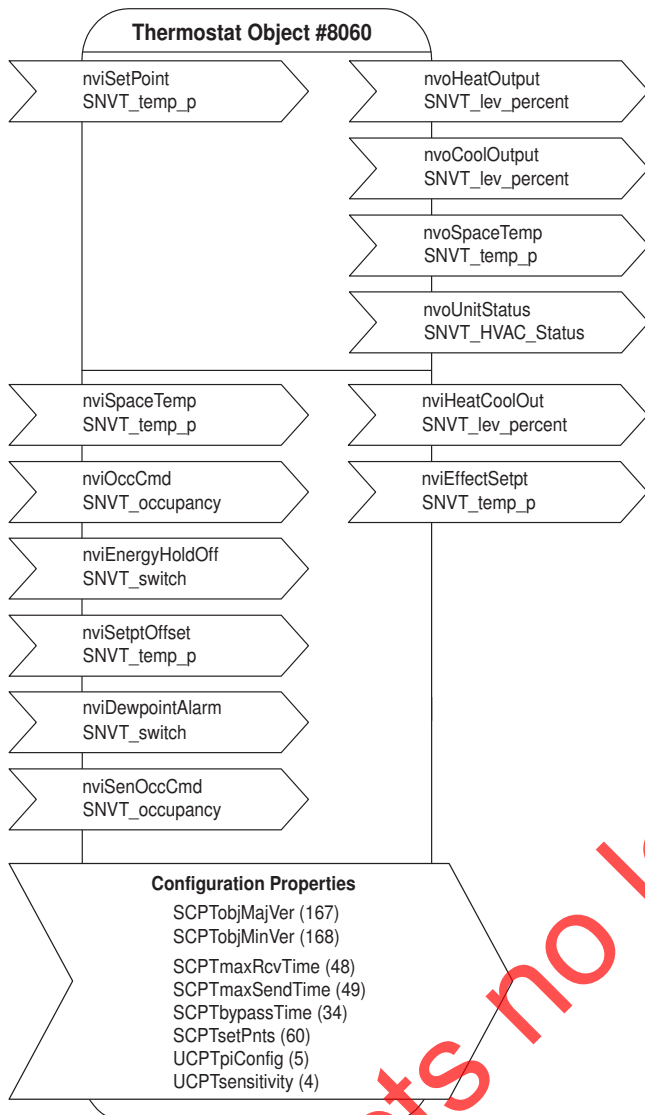 Thermostat Object #8060
nviSetPoint
SNVT_temp_p
nvoHeatOutput
SNVT_lev_percent
nvoCoolOutput
SNVT_lev_percent
nvoSpaceTemp
SNVT_temp_p
nvoUnitStatus
SNVT_HVAC_Status
nviSpaceTemp
SNVT_temp_p
nviHeatCoolOut
SNVT_lev_percent
nviOccCmd
SNVT_occupancy
nviEffectSetpt
SNVT_temp_p
nviEnergyHoldOff
SNVT_switch
nviSetptOffset
SNVT_temp_p
nviDewpointAlarm
SNVT_switch
nviSenOccCmd
SNVT_occupancy
Configuration Properties
SCPTobjMajVer (167)
SCPTobjMinVer (168)
SCPTmaxRcvTime (48)
SCPTmaxSendTime (49)
SCPTbypassTime (34)
SCPTsetPnts (60)
UCPTpiConfig (5)
UCPTsensitivity (4)
no